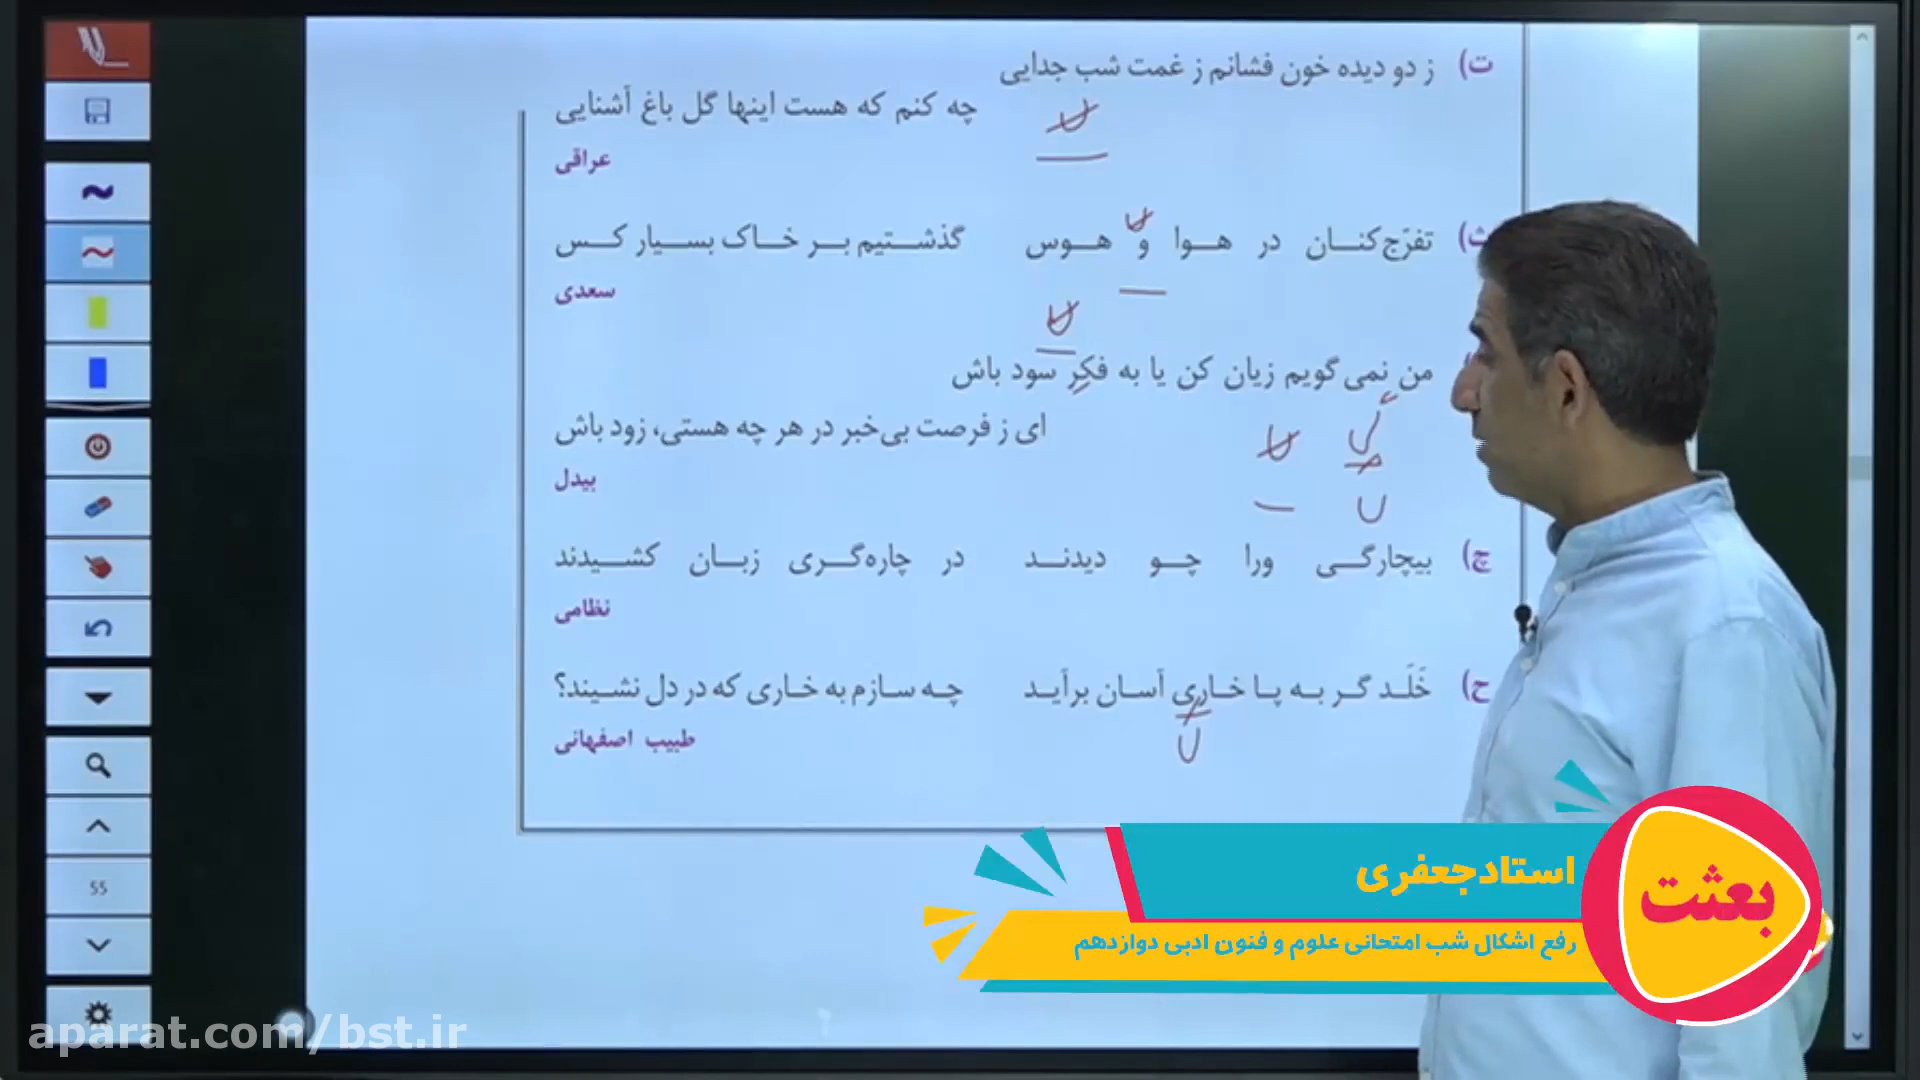 ت) ز دو دیده خون فشانم ز غمت شب جدایی
چه کنم که هست اینها گل باغ آشنایی
عراقی
ث) تفرّج‌کنان در هوا و هوس گذشتیم بر خاک بسیار کس
سعدی
من نمی‌گویم زیان کن یا به فکر سود باش
ای ز فرصت بی‌خبر در هر چه هستی، زود باش
بیدل
چ) بیچارگی ورا چو دیدند در چاره‌گری زبان کشیدند
نظامی
ح) خَلَد گر به پا خاری آسان برآید چه سازم به خاری که در دل نشیند؟
طبیب اصفهانی
55
استاد جعفری
رفع اشکال شب امتحانی علوم و فنون ادبی دوازدهم
بعثت
aparat.com/bst.ir